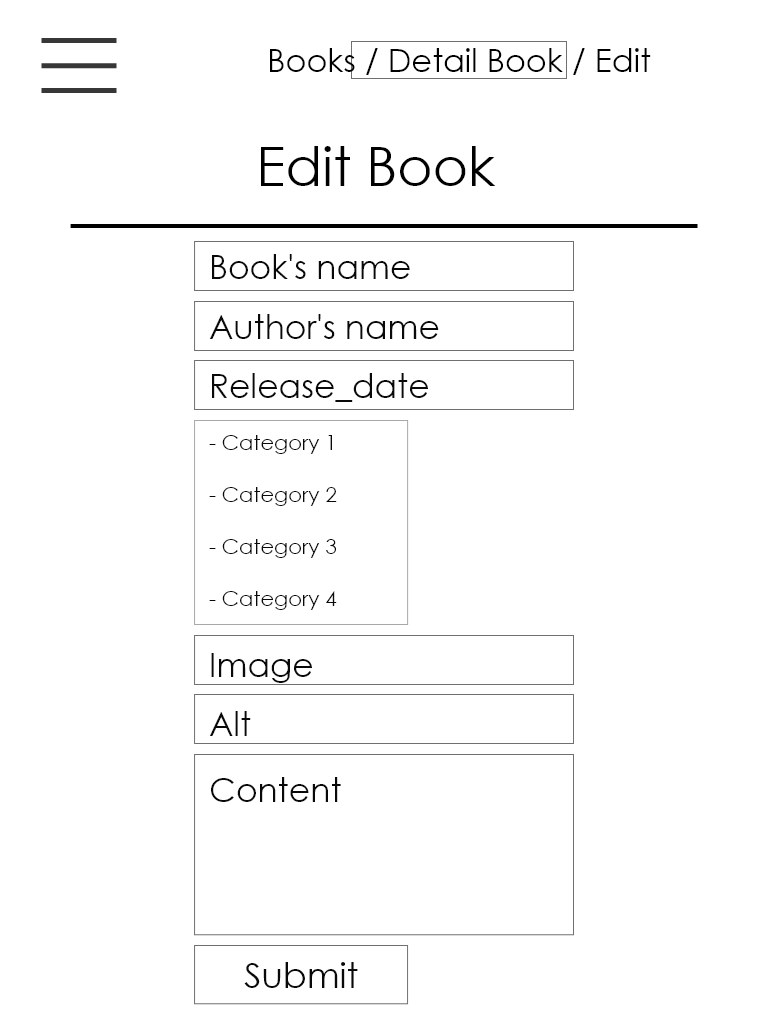 Books / Detail Book / Edit
Edit Book
Book's name
Author's name
Release_date
- Category 1
- Category 2
- Category 3
- Category 4
Image
Alt
Content
Submit